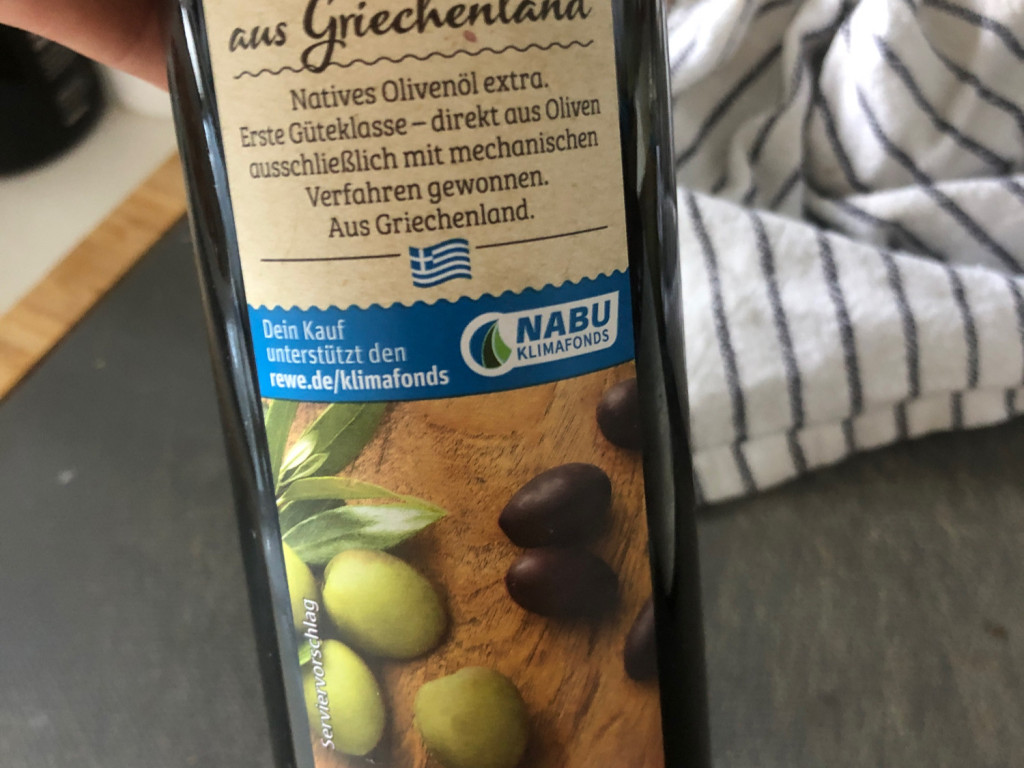 aus Griechenland
Natives Olivenöl extra.
Erste Güteklasse – direkt aus Oliven
ausschließlich mit mechanischen
Verfahren gewonnen.
Aus Griechenland.
Dein Kauf
unterstützt den
rewe.de/klimafonds
NABU
KLIMAFONDS
Serviervorschlag